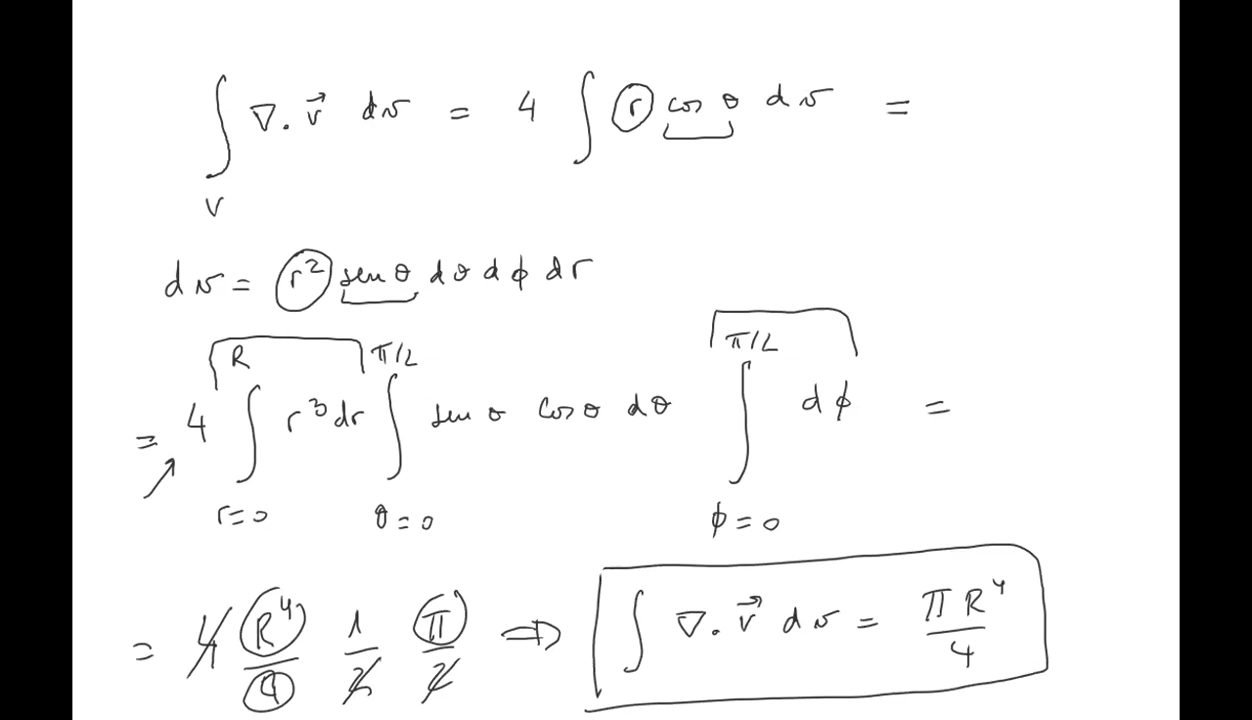 ∫_V ∇·v⃗ dv = 4 ∫ r cos θ dv =
dv = r² sen θ dθ dϕ dr
= 4 ∫_{r=0}^{R} r³ dr ∫_{θ=0}^{π/2} sen θ cos θ dθ ∫_{ϕ=0}^{π/2} dϕ =
= 4 R⁴/4 1/2 π/2 ⇒ ∫ ∇·v⃗ dv = πR⁴/4